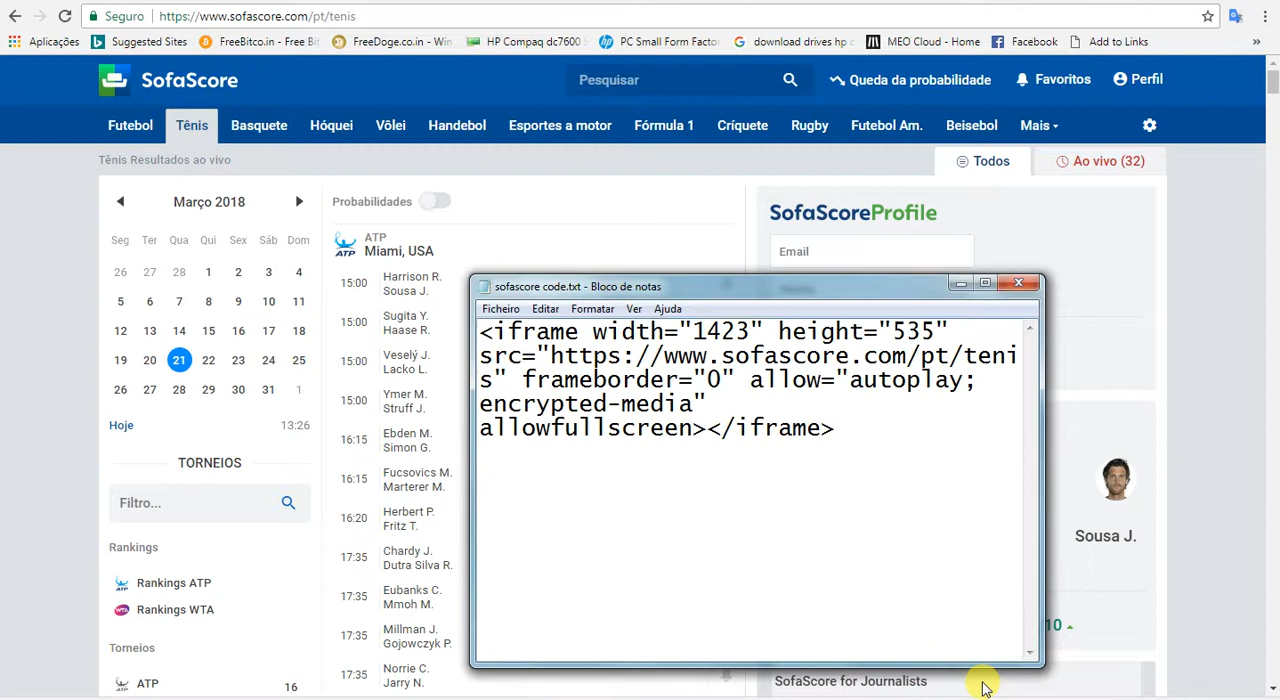 Seguro https://www.sofascore.com/pt/tenis
Aplicações Suggested Sites FreeBitco.in - Free Bit FreeDoge.co.in - Win HP Compaq dc7600 S PC Small Form Factor download drives hp c MEO Cloud - Home Facebook Add to Links »
SofaScore Pesquisar Queda da probabilidade Favoritos Perfil
Futebol Tênis Basquete Hóquei Vôlei Handebol Esportes a motor Fórmula 1 Críquete Rugby Futebol Am. Beisebol Mais
Tênis Resultados ao vivo Todos Ao vivo (32)
Março 2018
Seg Ter Qua Qui Sex Sáb Dom
26 27 28 1 2 3 4
5 6 7 8 9 10 11
12 13 14 15 16 17 18
19 20 21 22 23 24 25
26 27 28 29 30 31 1
Hoje 13:26
TORNEIOS
Filtro...
Rankings
ATP Rankings ATP
WTA Rankings WTA
Torneios
ATP ATP 16
Probabilidades
ATP
ATP Miami, USA
15:00 Harrison R.
Sousa J.
15:00 Sugita Y.
Haase R.
15:00 Veselý J.
Lacko L.
15:00 Ymer M.
Struff J.
16:15 Ebden M.
Simon G.
16:15 Fucsovics M.
Marterer M.
16:20 Herbert P.
Fritz T.
17:35 Chardy J.
Dutra Silva R.
17:35 Eubanks C.
Mmoh M.
17:35 Millman J.
Gojowczyk P.
17:35 Norrie C.
Jarry N.
SofaScoreProfile
Email
sofascore code.txt - Bloco de notas
Ficheiro Editar Formatar Ver Ajuda
<iframe width="1423" height="535"
src="https://www.sofascore.com/pt/teni
s" frameborder="0" allow="autoplay;
encrypted-media"
allowfullscreen></iframe>
Sousa J.
10
SofaScore for Journalists